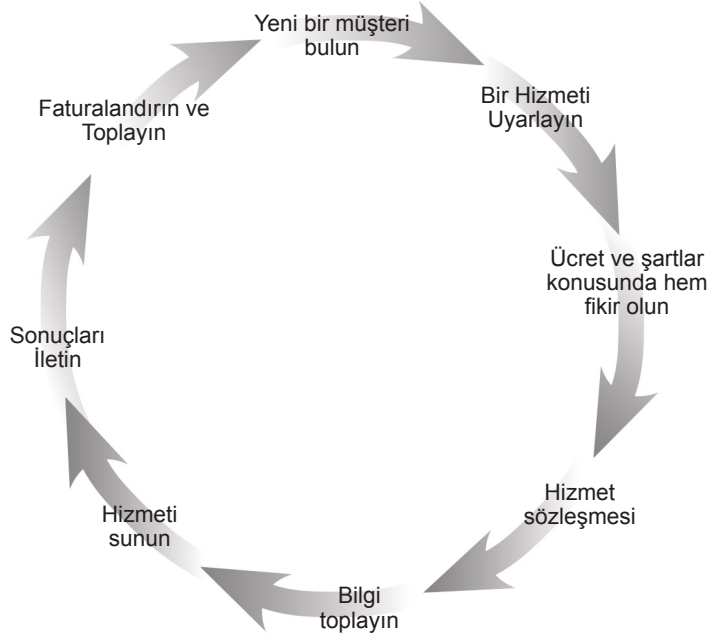 Yeni bir müşteri
bulun
Bir Hizmeti
Uyarlayın
Ücret ve şartlar
konusunda hem
fikir olun
Hizmet
sözleşmesi
Bilgi
toplayın
Hizmeti
sunun
Sonuçları
İletin
Faturalandırın ve
Toplayın